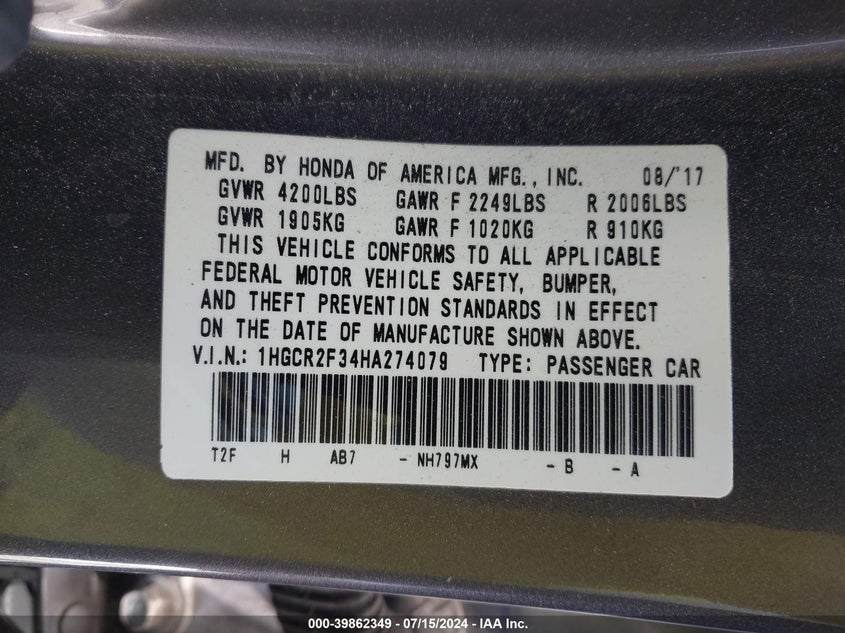 MFD. BY HONDA OF AMERICA MFG., INC. 08/'17
GVWR 4200LBS GAWR F 2249LBS R 2006LBS
GVWR 1905KG GAWR F 1020KG R 910KG
THIS VEHICLE CONFORMS TO ALL APPLICABLE
FEDERAL MOTOR VEHICLE SAFETY, BUMPER,
AND THEFT PREVENTION STANDARDS IN EFFECT
ON THE DATE OF MANUFACTURE SHOWN ABOVE.
V.I.N.: 1HGCR2F34HA274079 TYPE: PASSENGER CAR
T2F H AB7 - NH797MX - B - A
000-39862349 - 07/15/2024 - IAA Inc.